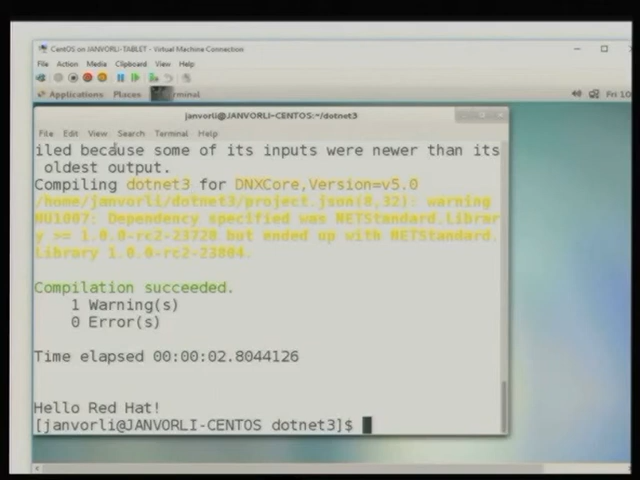 CentOS on JANVORLI-TABLET - Virtual Machine Connection
File Action Media Clipboard View Help
Applications Places Terminal Fri 10
janvorli@JANVORLI-CENTOS:~/dotnet3
File Edit View Search Terminal Help
iled because some of its inputs were newer than its
oldest output.
Compiling dotnet3 for DNXCore,Version=v5.0
/home/janvorli/dotnet3/project.json(8,32): warning
NU1007: Dependency specified was NETStandard.Librar
y >= 1.0.0-rc2-23728 but ended up with NETStandard.
Library 1.0.0-rc2-23804.
Compilation succeeded.
1 Warning(s)
0 Error(s)
Time elapsed 00:00:02.8044126
Hello Red Hat!
[janvorli@JANVORLI-CENTOS dotnet3]$